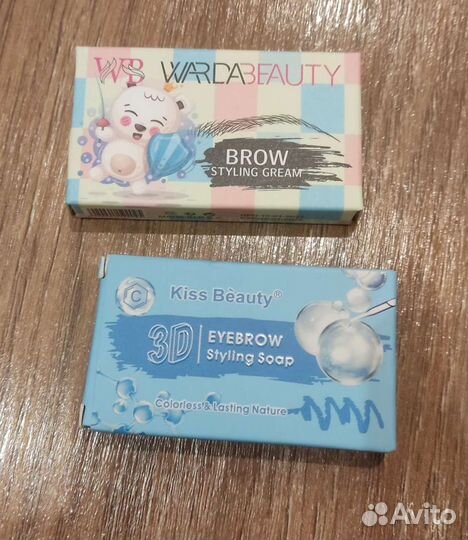 WB WARDABEAUTY
BROW
STYLING GREAM
C Kiss Bèauty®
3D EYEBROW
Styling Soap
Colorless & Lasting Nature
Avito